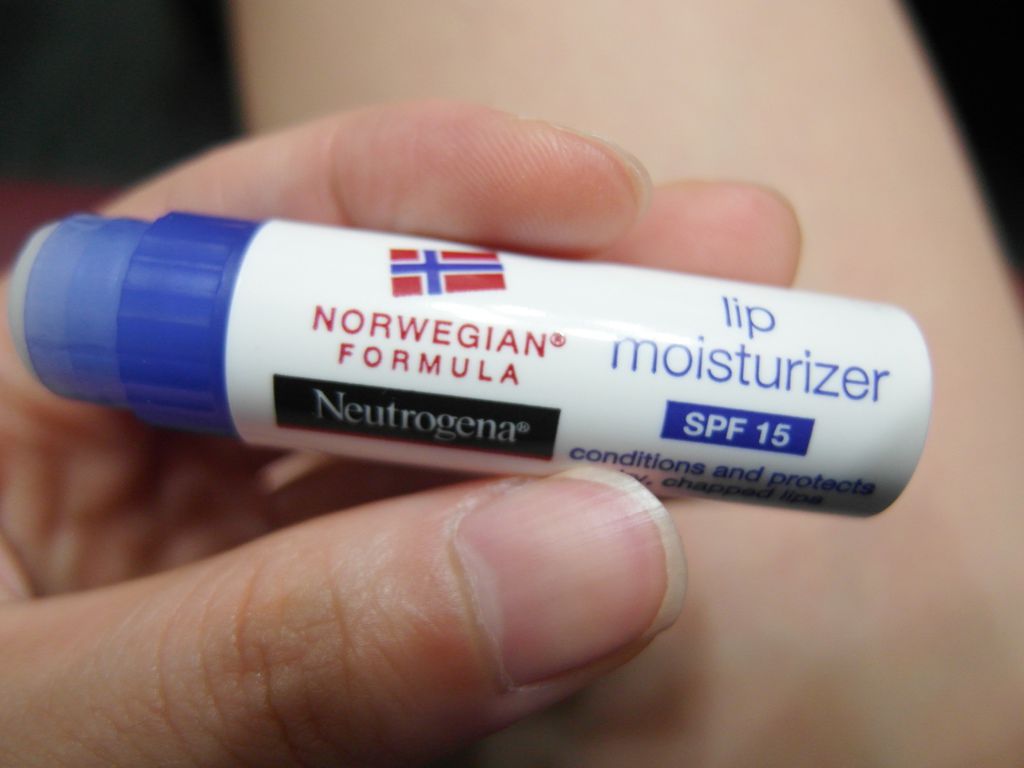 NORWEGIAN®
FORMULA
Neutrogena®
lip
moisturizer
SPF 15
conditions and protects
chapped lips